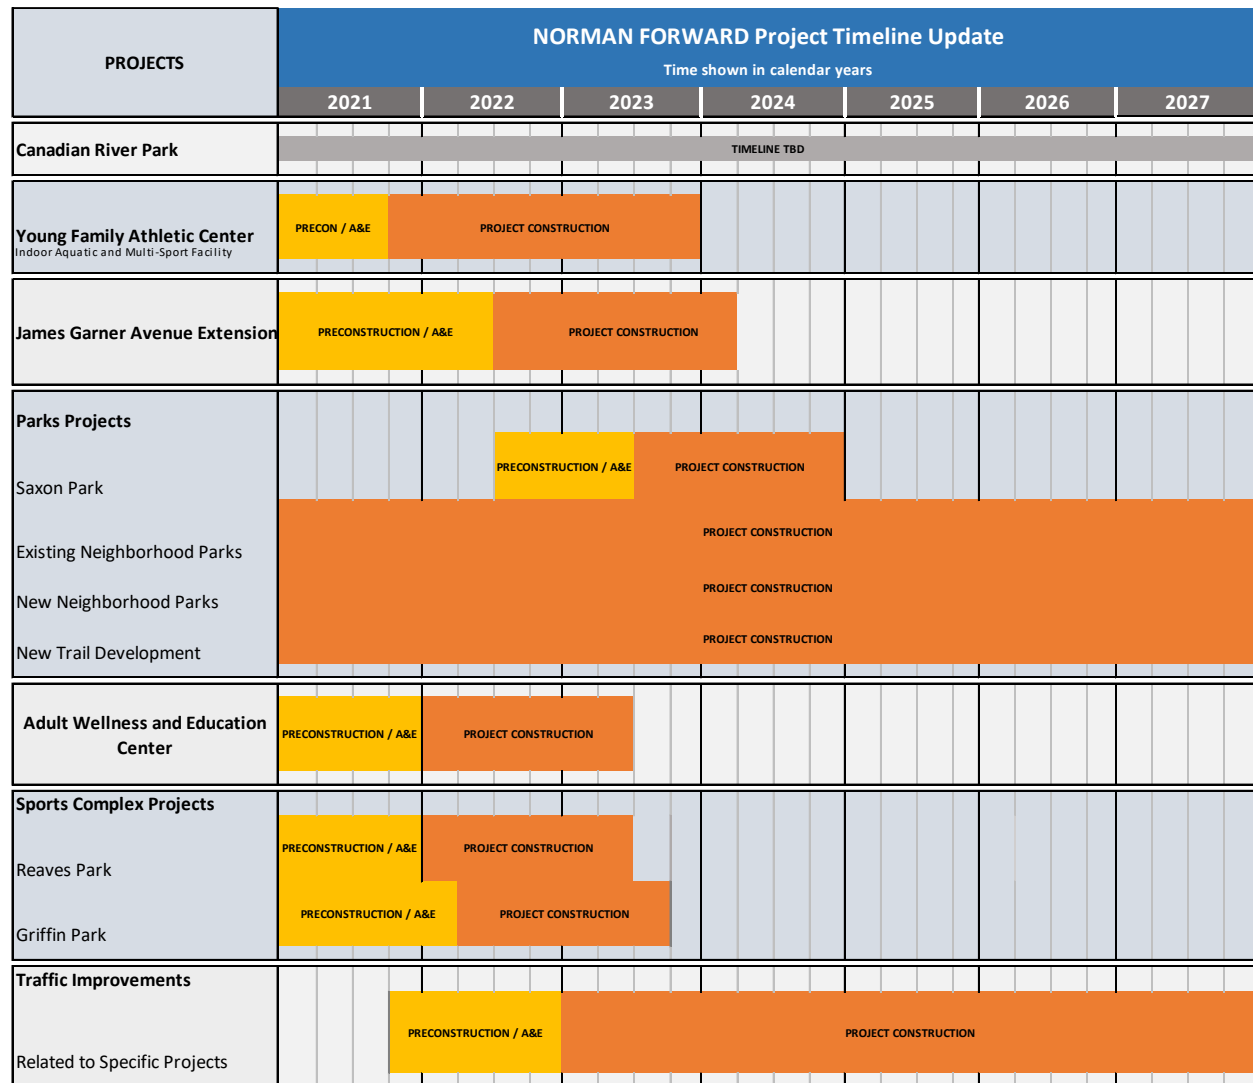 PROJECTS
NORMAN FORWARD Project Timeline Update
Time shown in calendar years
2021 2022 2023 2024 2025 2026 2027
Canadian River Park
TIMELINE TBD
Young Family Athletic Center
Indoor Aquatic and Multi-Sport Facility
PRECON / A&E
PROJECT CONSTRUCTION
James Garner Avenue Extension
PRECONSTRUCTION / A&E
PROJECT CONSTRUCTION
Parks Projects
Saxon Park
PRECONSTRUCTION / A&E
PROJECT CONSTRUCTION
Existing Neighborhood Parks
PROJECT CONSTRUCTION
New Neighborhood Parks
PROJECT CONSTRUCTION
New Trail Development
PROJECT CONSTRUCTION
Adult Wellness and Education
Center
PRECONSTRUCTION / A&E
PROJECT CONSTRUCTION
Sports Complex Projects
Reaves Park
PRECONSTRUCTION / A&E
PROJECT CONSTRUCTION
Griffin Park
PRECONSTRUCTION / A&E
PROJECT CONSTRUCTION
Traffic Improvements
Related to Specific Projects
PRECONSTRUCTION / A&E
PROJECT CONSTRUCTION